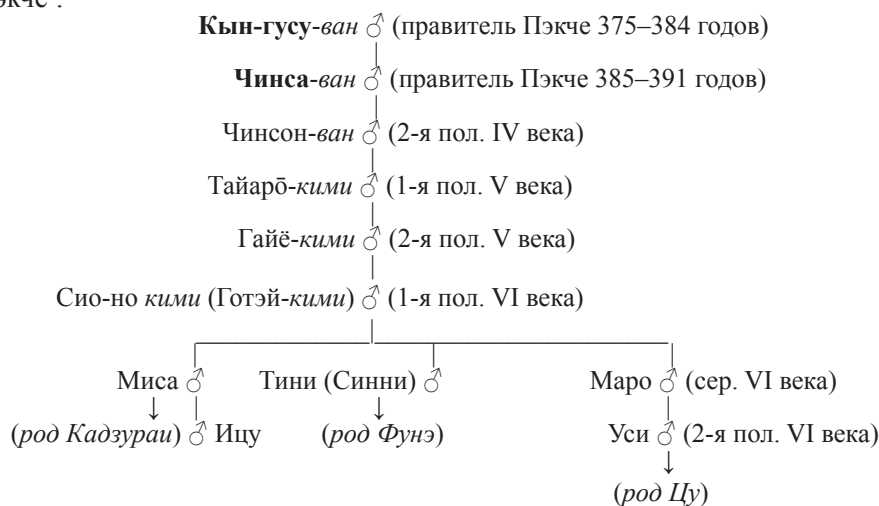 Кын-гусу-ван ♂ (правитель Пэкче 375–384 годов)
Чинса-ван ♂ (правитель Пэкче 385–391 годов)
Чинсон-ван ♂ (2-я пол. IV века)
Тайарō-кими ♂ (1-я пол. V века)
Гайё-кими ♂ (2-я пол. V века)
Сио-но кими (Готэй-кими) ♂ (1-я пол. VI века)
Миса ♂ Тини (Синни) ♂ Маро ♂ (сер. VI века)
(род Кадзураи) ♂ Ицу (род Фунэ) Уси ♂ (2-я пол. VI века)
(род Цу)